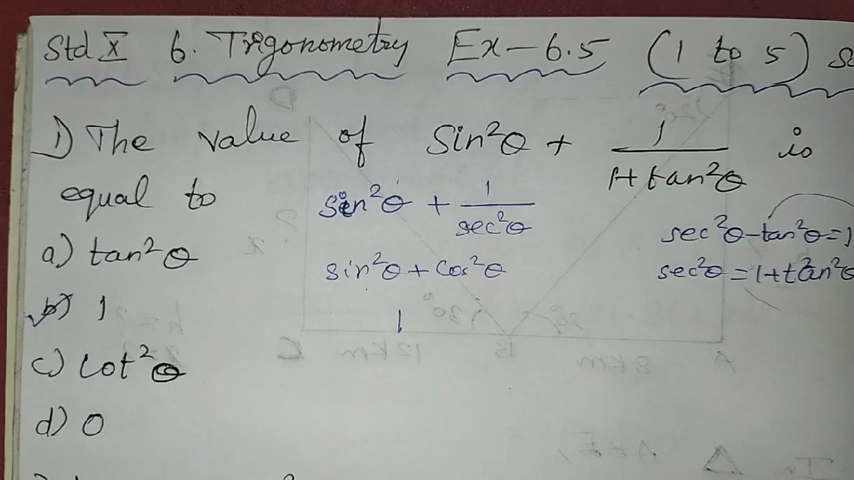 Std X 6. Trigonometry Ex - 6.5 (1 to 5)
1) The value of Sin²θ + 1/(1+tan²θ) is
equal to
sin²θ + 1/sec²θ
sec²θ - tan²θ = 1
a) tan²θ
sin²θ + cos²θ
sec²θ = 1 + tan²θ
b) 1
1
c) cot²θ
d) 0